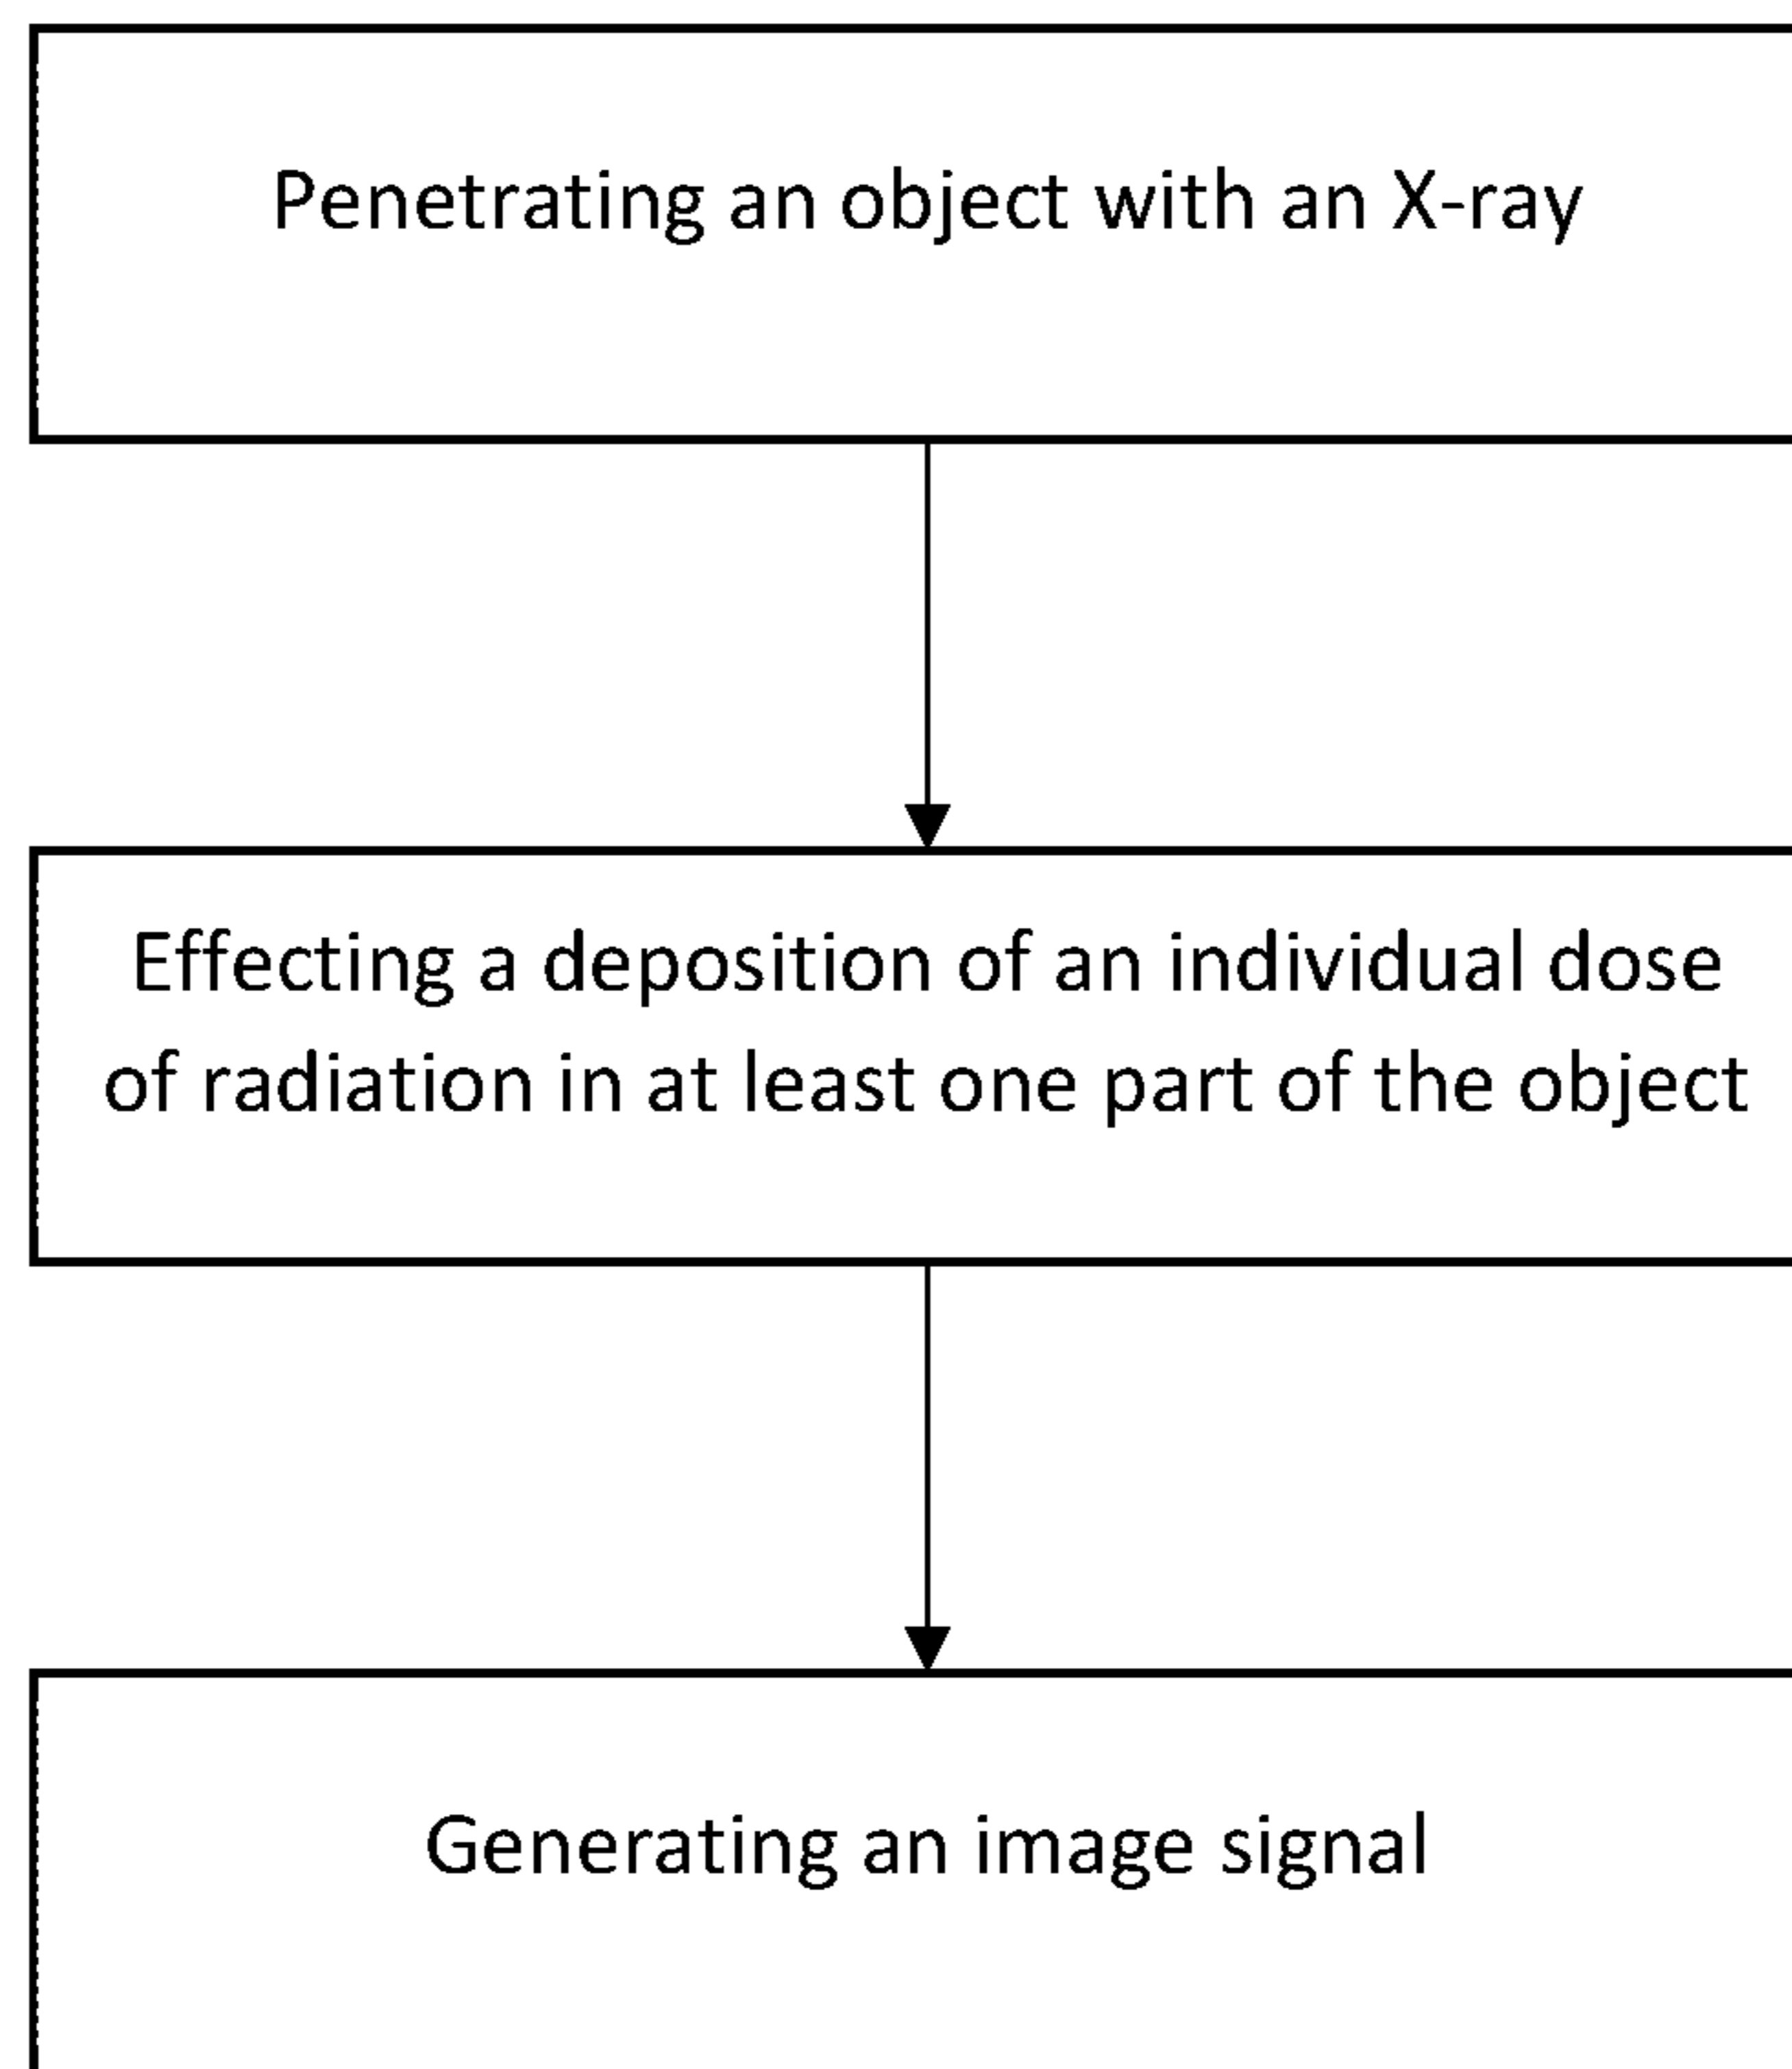 Penetrating an object with an X-ray
Effecting a deposition of an individual dose
of radiation in at least one part of the object
Generating an image signal